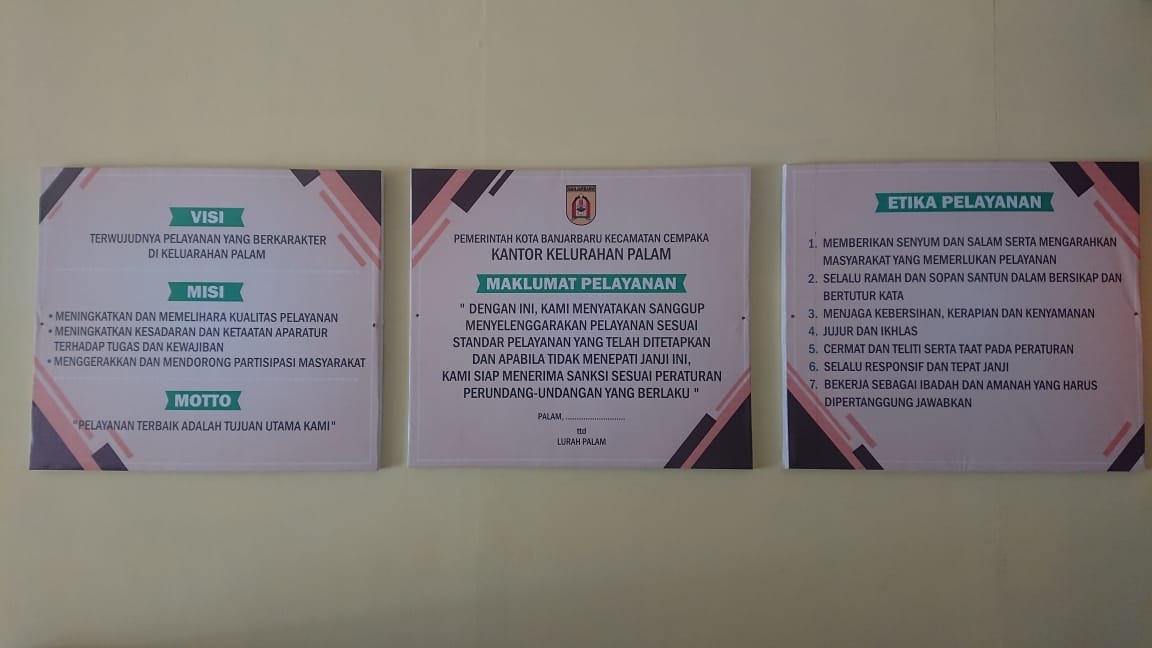 VISI
TERWUJUDNYA PELAYANAN YANG BERKARAKTER
DI KELUARAHAN PALAM
MISI
• MENINGKATKAN DAN MEMELIHARA KUALITAS PELAYANAN
• MENINGKATKAN KESADARAN DAN KETAATAN APARATUR
TERHADAP TUGAS DAN KEWAJIBAN
• MENGGERAKKAN DAN MENDORONG PARTISIPASI MASYARAKAT
MOTTO
"PELAYANAN TERBAIK ADALAH TUJUAN UTAMA KAMI"
BANJARBARU
PEMERINTAH KOTA BANJARBARU KECAMATAN CEMPAKA
KANTOR KELURAHAN PALAM
MAKLUMAT PELAYANAN
" DENGAN INI, KAMI MENYATAKAN SANGGUP
MENYELENGGARAKAN PELAYANAN SESUAI
STANDAR PELAYANAN YANG TELAH DITETAPKAN
DAN APABILA TIDAK MENEPATI JANJI INI,
KAMI SIAP MENERIMA SANKSI SESUAI PERATURAN
PERUNDANG-UNDANGAN YANG BERLAKU "
PALAM, ..........................
ttd
LURAH PALAM
ETIKA PELAYANAN
1. MEMBERIKAN SENYUM DAN SALAM SERTA MENGARAHKAN
MASYARAKAT YANG MEMERLUKAN PELAYANAN
2. SELALU RAMAH DAN SOPAN SANTUN DALAM BERSIKAP DAN
BERTUTUR KATA
3. MENJAGA KEBERSIHAN, KERAPIAN DAN KENYAMANAN
4. JUJUR DAN IKHLAS
5. CERMAT DAN TELITI SERTA TAAT PADA PERATURAN
6. SELALU RESPONSIF DAN TEPAT JANJI
7. BEKERJA SEBAGAI IBADAH DAN AMANAH YANG HARUS
DIPERTANGGUNG JAWABKAN